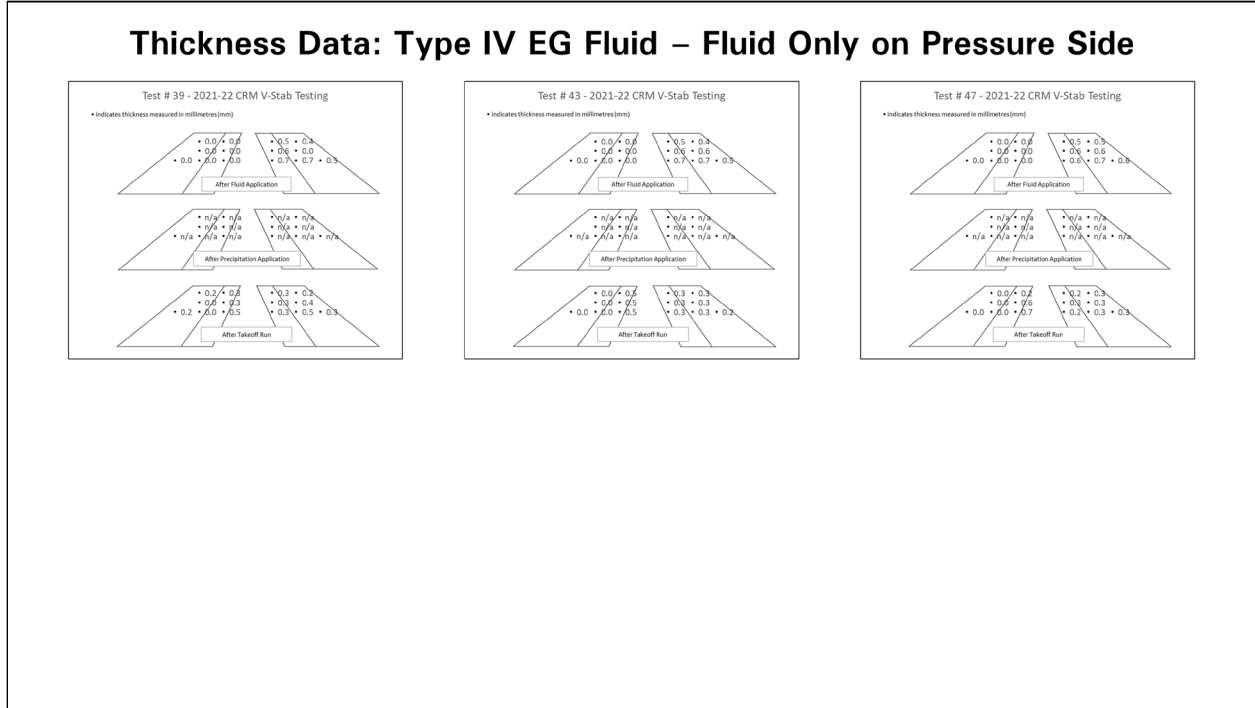 Thickness Data: Type IV EG Fluid – Fluid Only on Pressure Side
Test # 39 - 2021-22 CRM V-Stab Testing
• indicates thickness measured in millimetres (mm)
• 0.0 • 0.0 • 0.5 • 0.4
• 0.0 • 0.0 • 0.6 • 0.0
• 0.0 • 0.0 • 0.0 • 0.7 • 0.7 • 0.5
After Fluid Application
• n/a • n/a • n/a • n/a
• n/a • n/a • n/a • n/a
• n/a • n/a • n/a • n/a • n/a • n/a
After Precipitation Application
• 0.2 • 0.3 • 0.3 • 0.2
• 0.0 • 0.3 • 0.3 • 0.4
• 0.2 • 0.0 • 0.5 • 0.3 • 0.5 • 0.3
After Takeoff Run
Test # 43 - 2021-22 CRM V-Stab Testing
• indicates thickness measured in millimetres (mm)
• 0.0 • 0.0 • 0.5 • 0.4
• 0.0 • 0.0 • 0.6 • 0.6
• 0.0 • 0.0 • 0.0 • 0.7 • 0.7 • 0.5
After Fluid Application
• n/a • n/a • n/a • n/a
• n/a • n/a • n/a • n/a
• n/a • n/a • n/a • n/a • n/a • n/a
After Precipitation Application
• 0.0 • 0.5 • 0.3 • 0.3
• 0.0 • 0.5 • 0.3 • 0.3
• 0.0 • 0.0 • 0.5 • 0.3 • 0.3 • 0.2
After Takeoff Run
Test # 47 - 2021-22 CRM V-Stab Testing
• indicates thickness measured in millimetres (mm)
• 0.0 • 0.0 • 0.5 • 0.5
• 0.0 • 0.0 • 0.6 • 0.6
• 0.0 • 0.0 • 0.0 • 0.6 • 0.7 • 0.6
After Fluid Application
• n/a • n/a • n/a • n/a
• n/a • n/a • n/a • n/a
• n/a • n/a • n/a • n/a • n/a • n/a
After Precipitation Application
• 0.0 • 0.2 • 0.2 • 0.3
• 0.0 • 0.6 • 0.3 • 0.3
• 0.0 • 0.0 • 0.7 • 0.2 • 0.3 • 0.3
After Takeoff Run